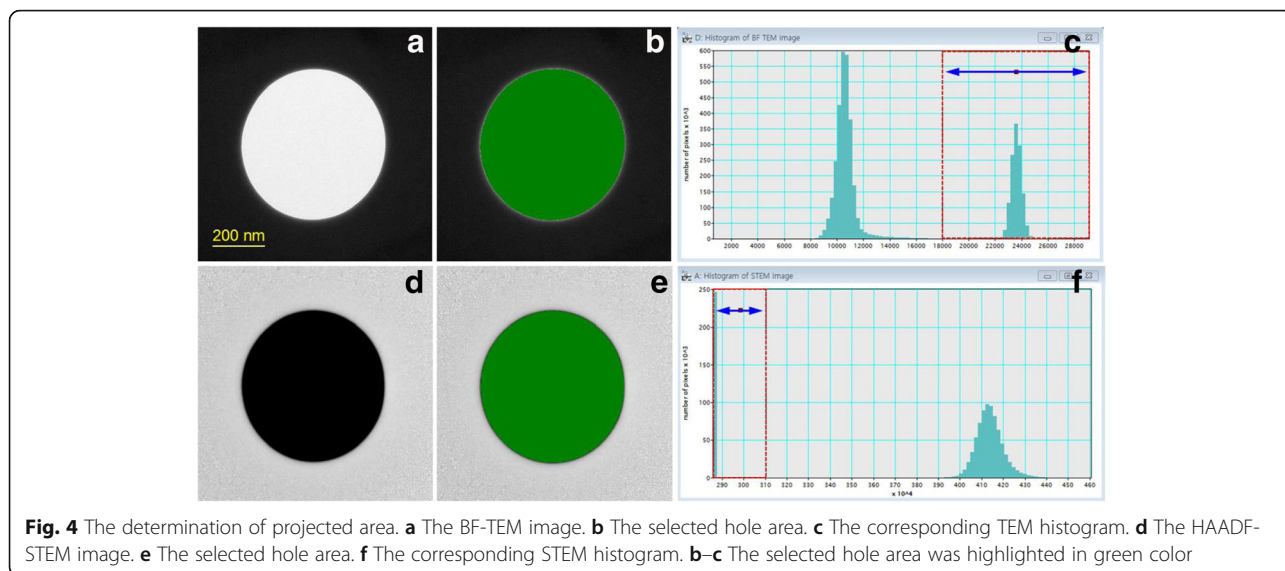 a
b
200 nm
D: Histogram of BF TEM image
c
number of pixels x 10^3
600
550
500
450
400
350
300
250
200
150
100
50
0
2000 4000 6000 8000 10000 12000 14000 16000 18000 20000 22000 24000 26000 28000
d
e
A: Histogram of STEM image
f
number of pixels x 10^3
250
200
150
100
50
0
290 300 310 320 330 340 350 360 370 380 390 400 410 420 430 440 450 460
x 10^4
Fig. 4 The determination of projected area. a The BF-TEM image. b The selected hole area. c The corresponding TEM histogram. d The HAADF-
STEM image. e The selected hole area. f The corresponding STEM histogram. b–c The selected hole area was highlighted in green color